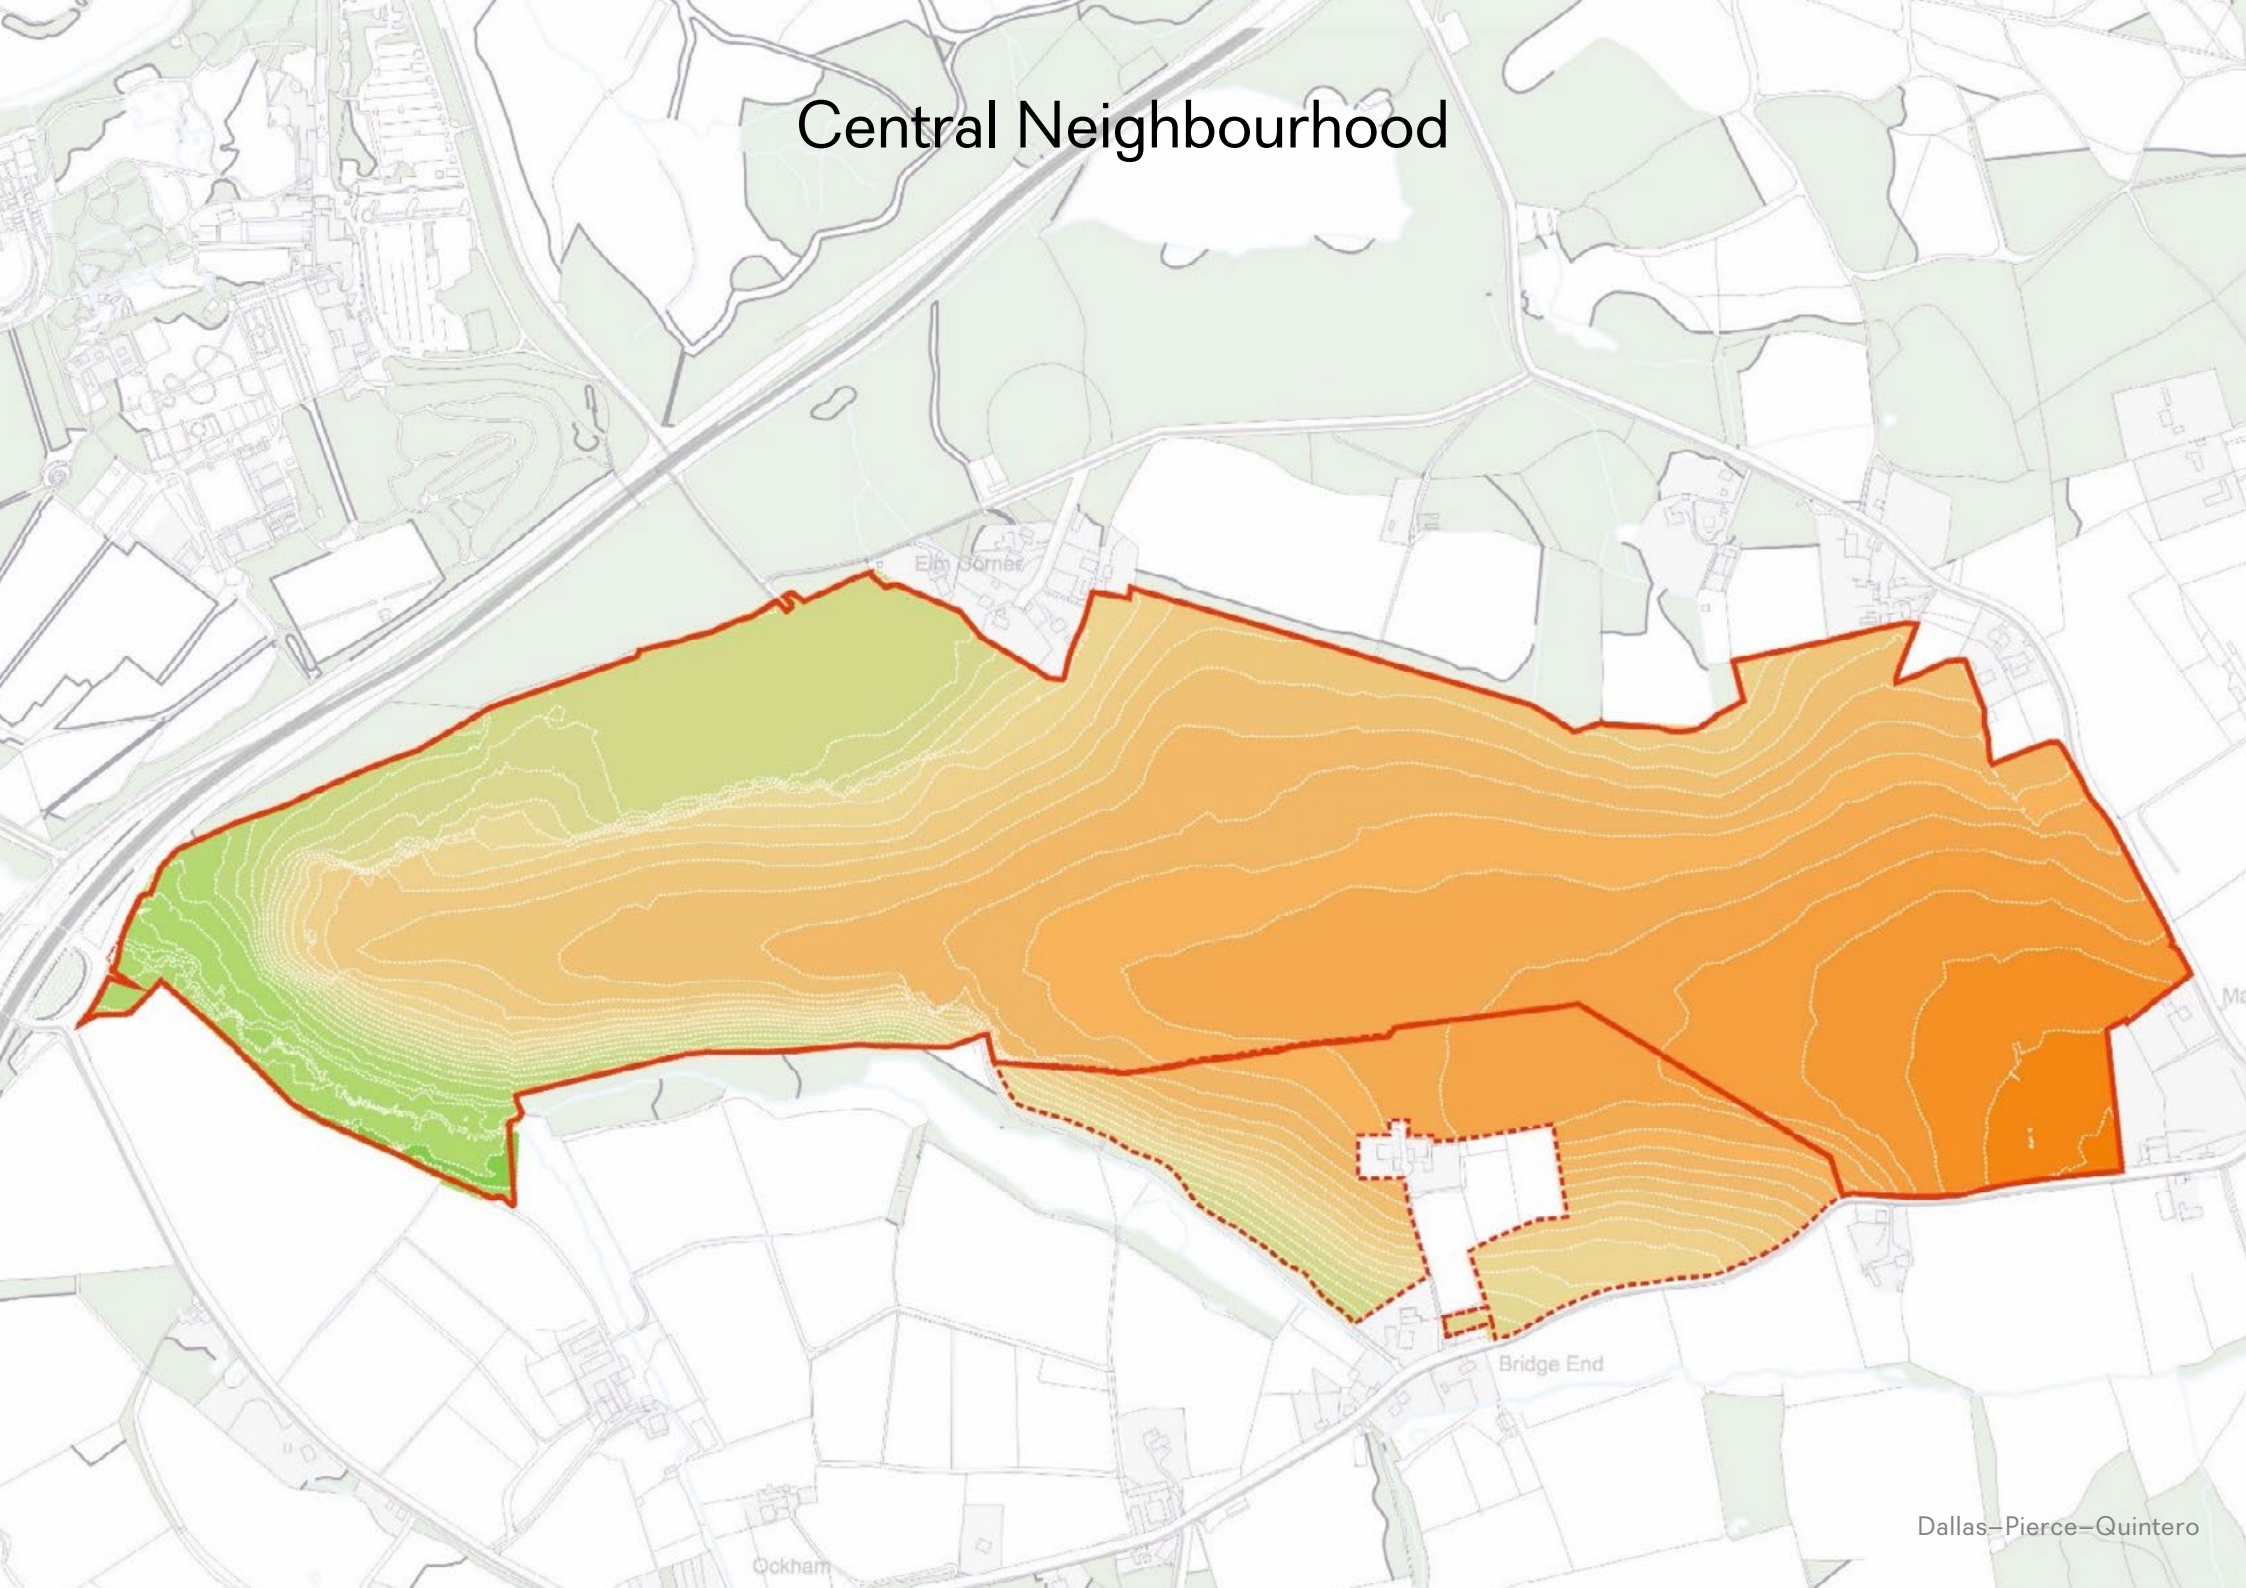 Central Neighbourhood
Elm Corner
Bridge End
Dallas–Pierce–Quintero
Ockham